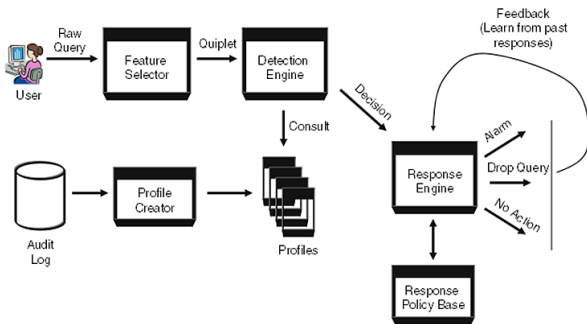 Feedback
(Learn from past
responses)
Raw
Query
Feature
Selector
Quiplet
Detection
Engine
User
Decision
Consult
Alarm
Response
Engine
Drop Query
No Action
Profile
Creator
Audit
Log
Profiles
Response
Policy Base